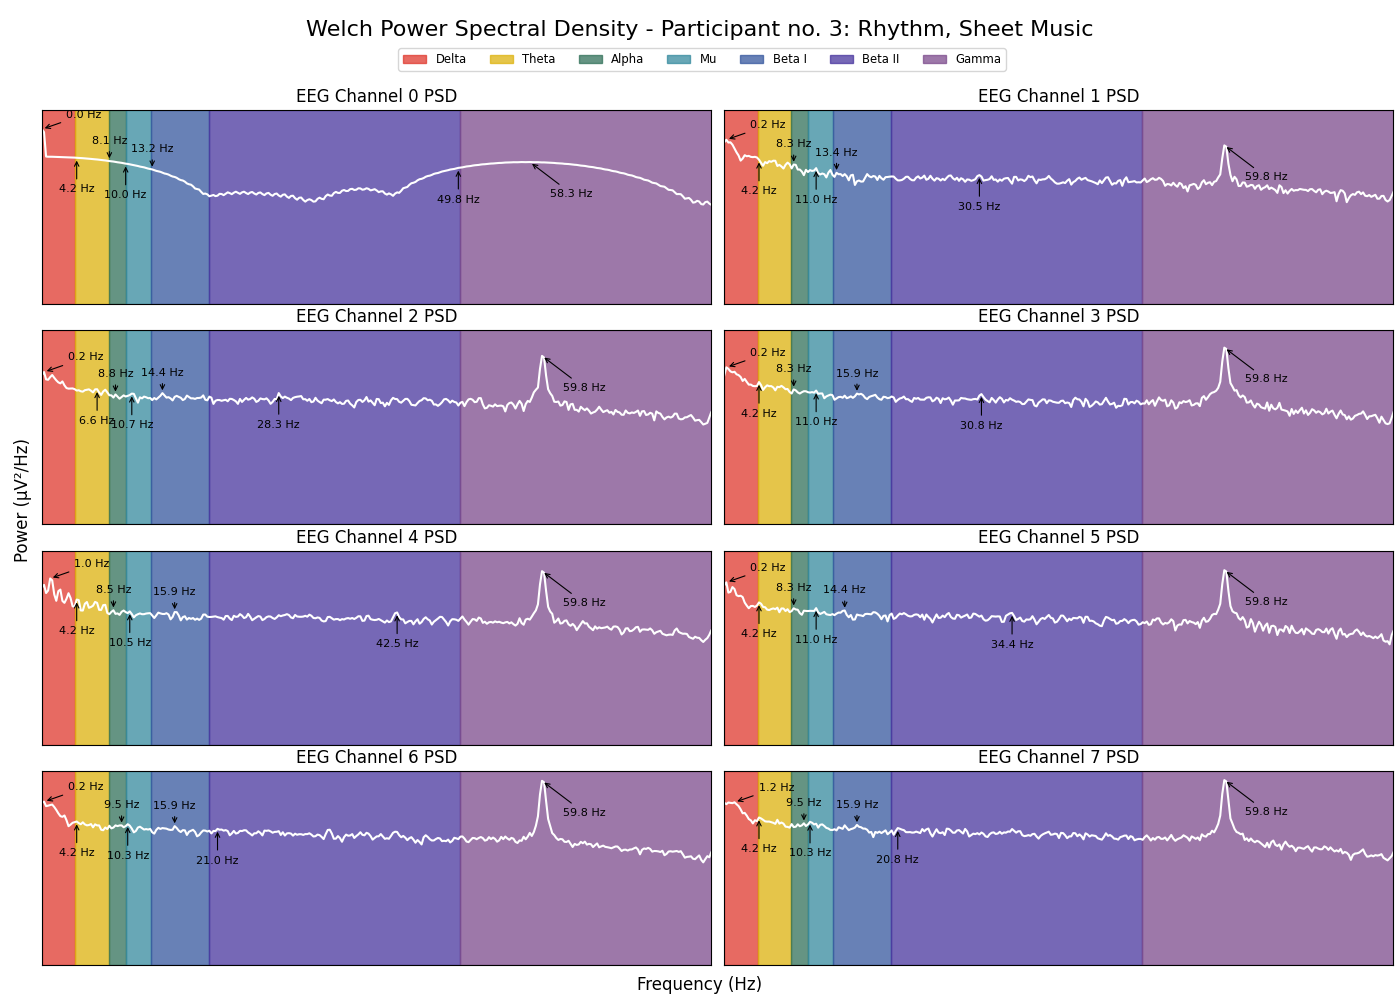 Welch Power Spectral Density - Participant no. 3: Rhythm, Sheet Music
Delta Theta Alpha Mu Beta I Beta II Gamma
EEG Channel 0 PSD
0.0 Hz
8.1 Hz
13.2 Hz
4.2 Hz
10.0 Hz
49.8 Hz
58.3 Hz
EEG Channel 1 PSD
0.2 Hz
8.3 Hz
13.4 Hz
4.2 Hz
11.0 Hz
30.5 Hz
59.8 Hz
EEG Channel 2 PSD
0.2 Hz
8.8 Hz
14.4 Hz
6.6 Hz
10.7 Hz
28.3 Hz
59.8 Hz
EEG Channel 3 PSD
0.2 Hz
8.3 Hz
15.9 Hz
4.2 Hz
11.0 Hz
30.8 Hz
59.8 Hz
EEG Channel 4 PSD
1.0 Hz
8.5 Hz
15.9 Hz
4.2 Hz
10.5 Hz
42.5 Hz
59.8 Hz
EEG Channel 5 PSD
0.2 Hz
8.3 Hz
14.4 Hz
4.2 Hz
11.0 Hz
34.4 Hz
59.8 Hz
EEG Channel 6 PSD
0.2 Hz
9.5 Hz
15.9 Hz
4.2 Hz
10.3 Hz
21.0 Hz
59.8 Hz
EEG Channel 7 PSD
1.2 Hz
9.5 Hz
15.9 Hz
4.2 Hz
10.3 Hz
20.8 Hz
59.8 Hz
Power (μV²/Hz)
Frequency (Hz)